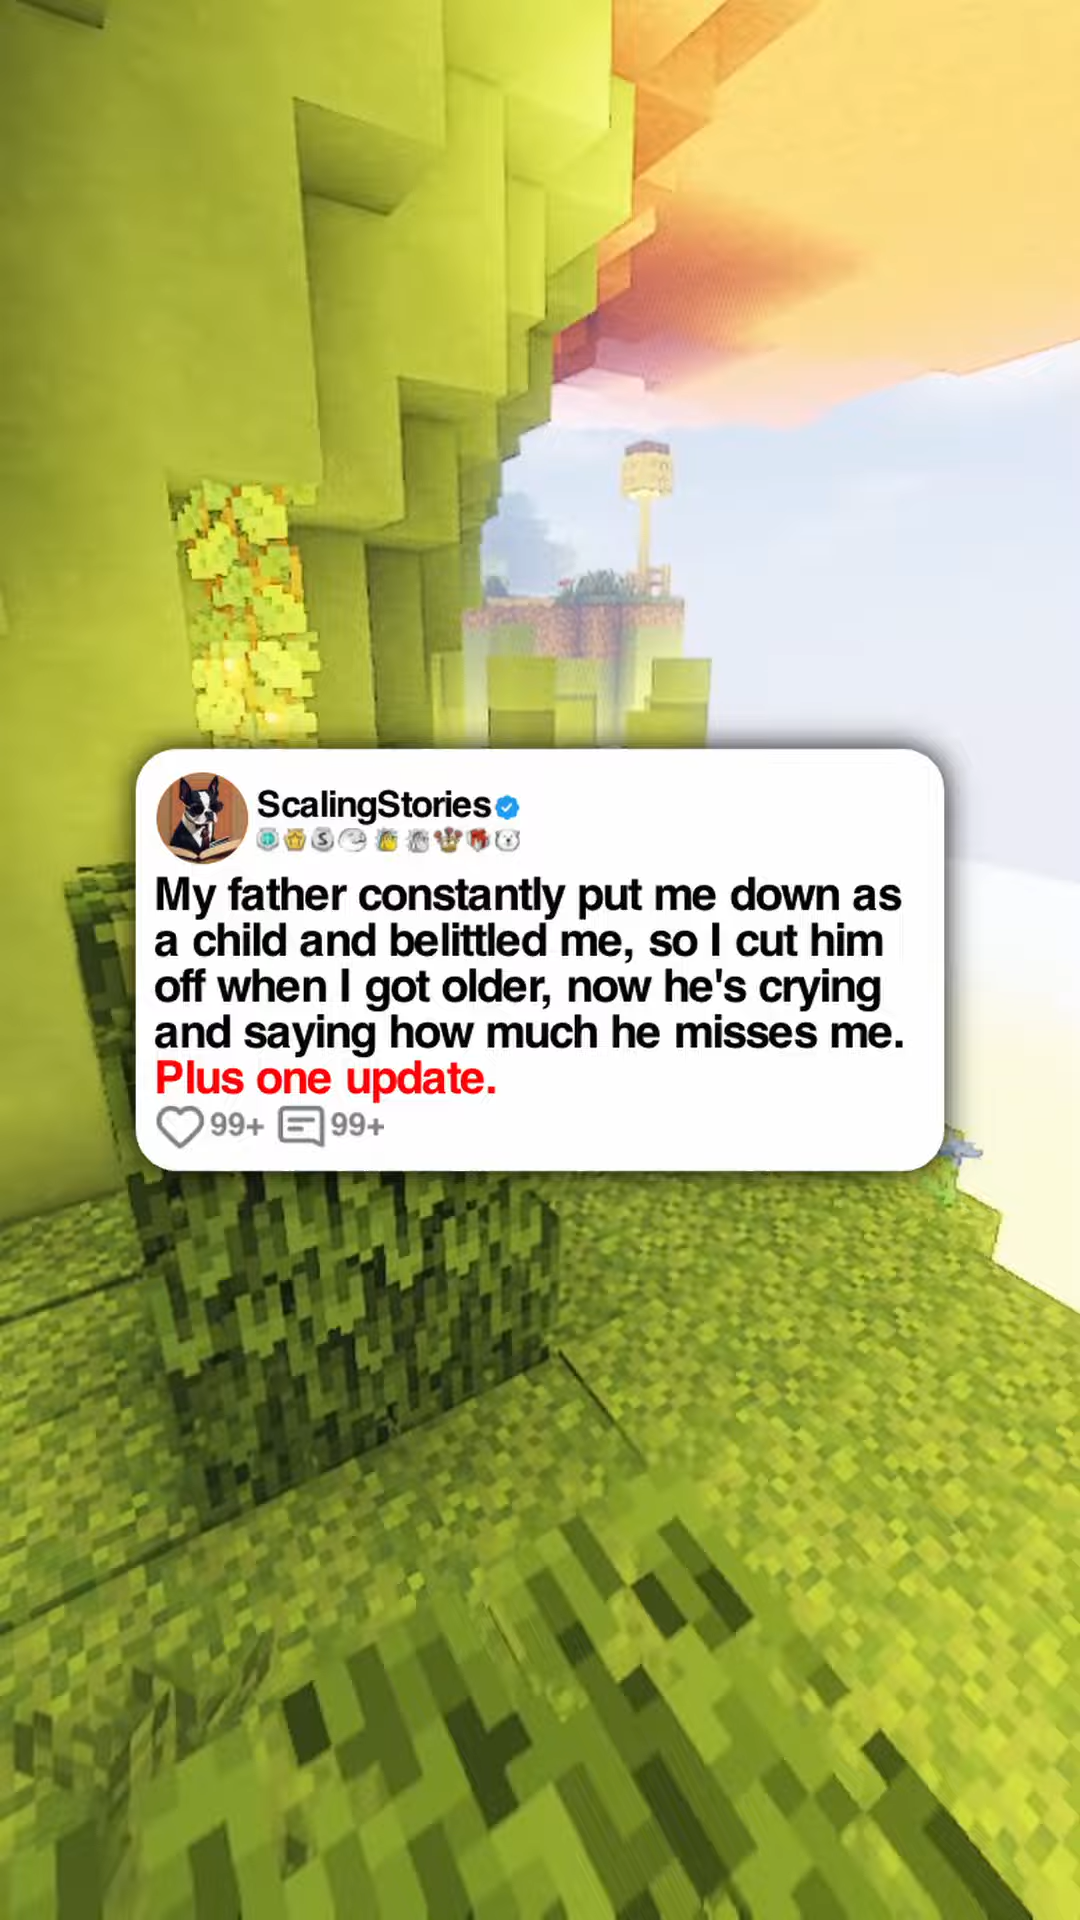 ScalingStories
My father constantly put me down as
a child and belittled me, so I cut him
off when I got older, now he's crying
and saying how much he misses me.
Plus one update.
99+ 99+